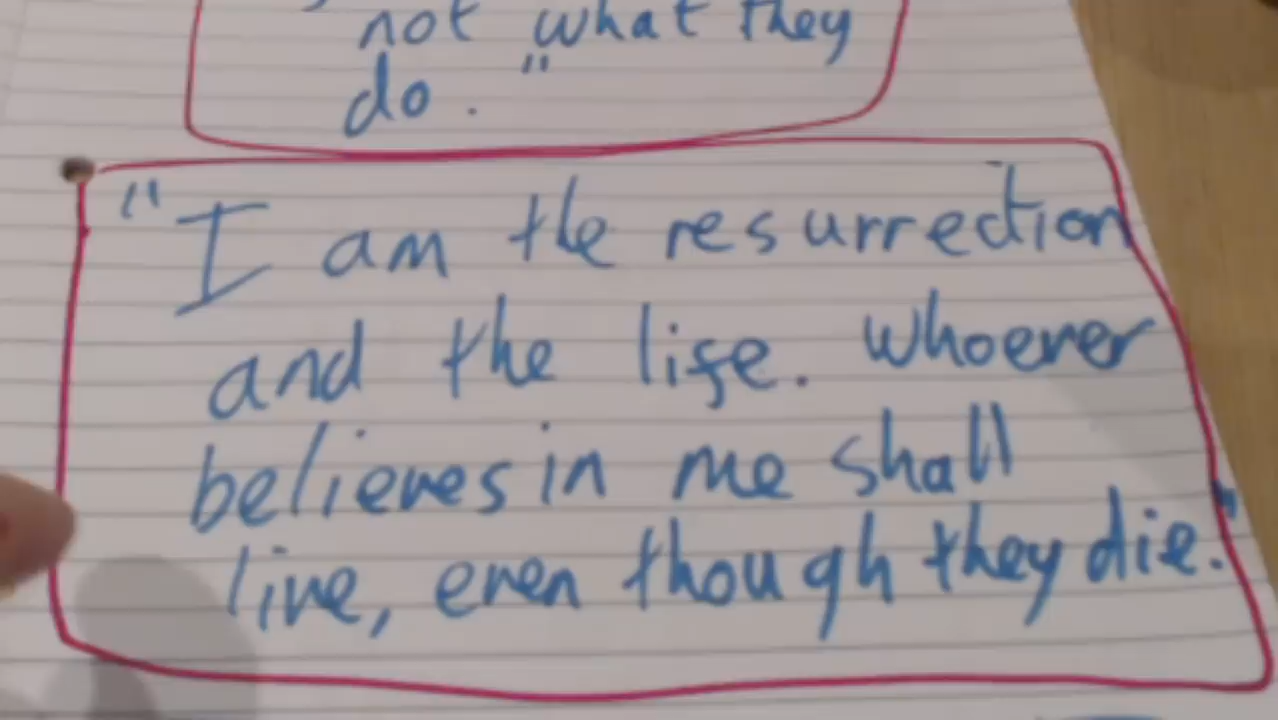 not what they
do."
"I am the resurrection
and the life. Whoever
believes in me shall
live, even though they die."